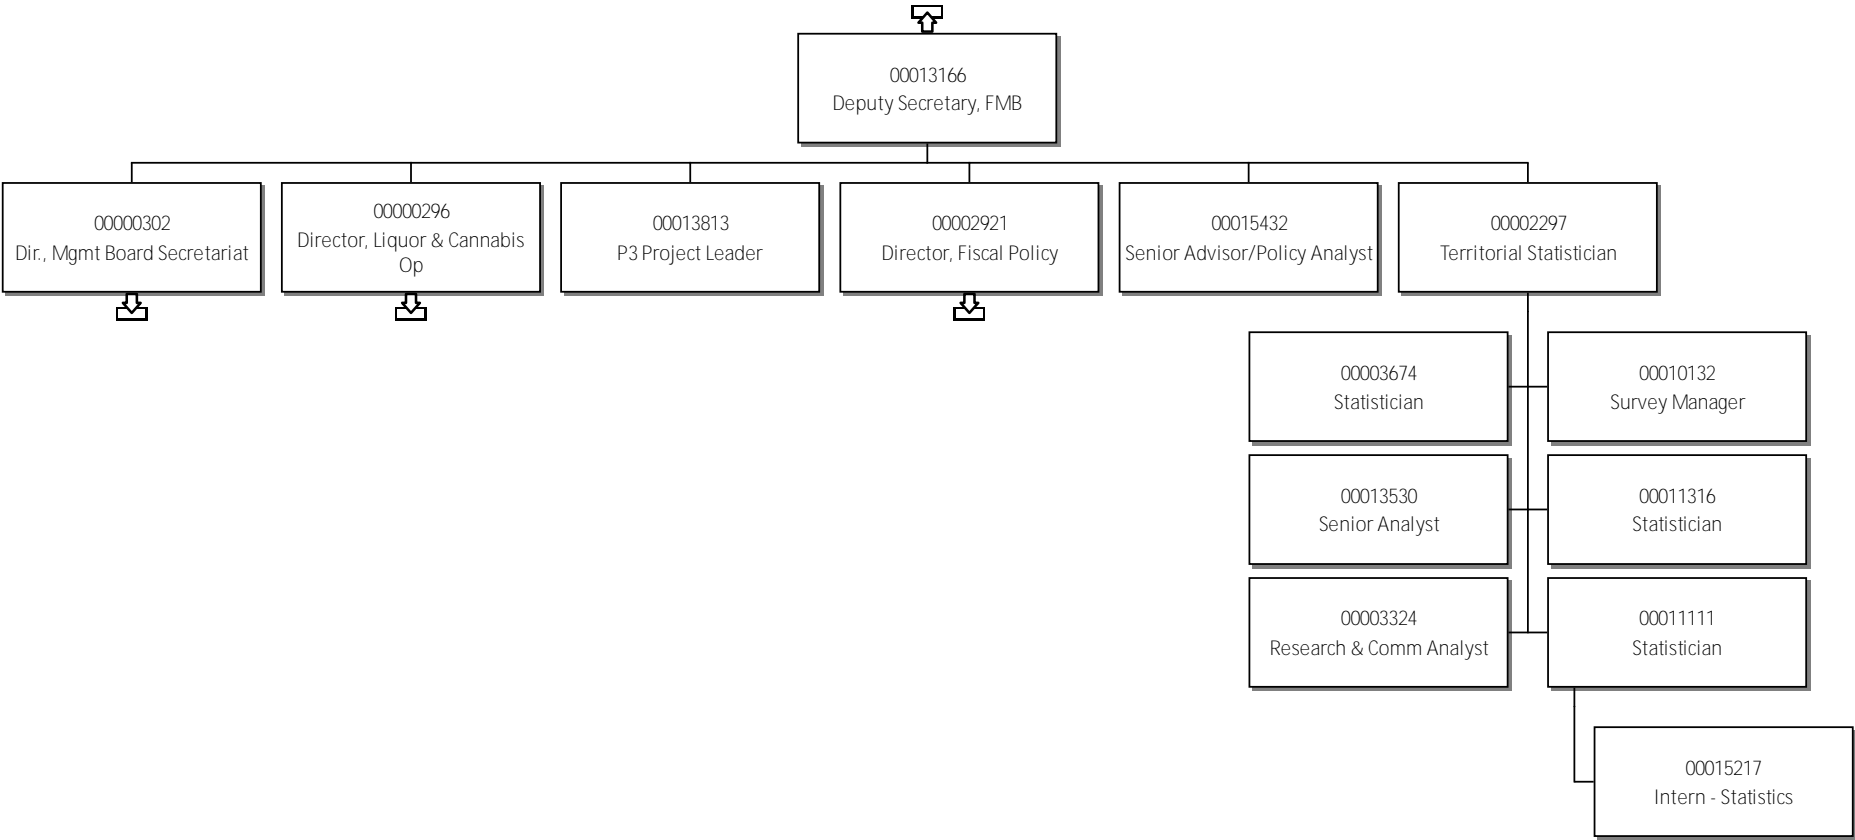 00013166
Deputy Secretary, FMB
00000302
Dir., Mgmt Board Secretariat
00000296
Director, Liquor & Cannabis
Op
00013813
P3 Project Leader
00002921
Director, Fiscal Policy
00015432
Senior Advisor/Policy Analyst
00002297
Territorial Statistician
00003674
Statistician
00010132
Survey Manager
00013530
Senior Analyst
00011316
Statistician
00003324
Research & Comm Analyst
00011111
Statistician
00015217
Intern - Statistics